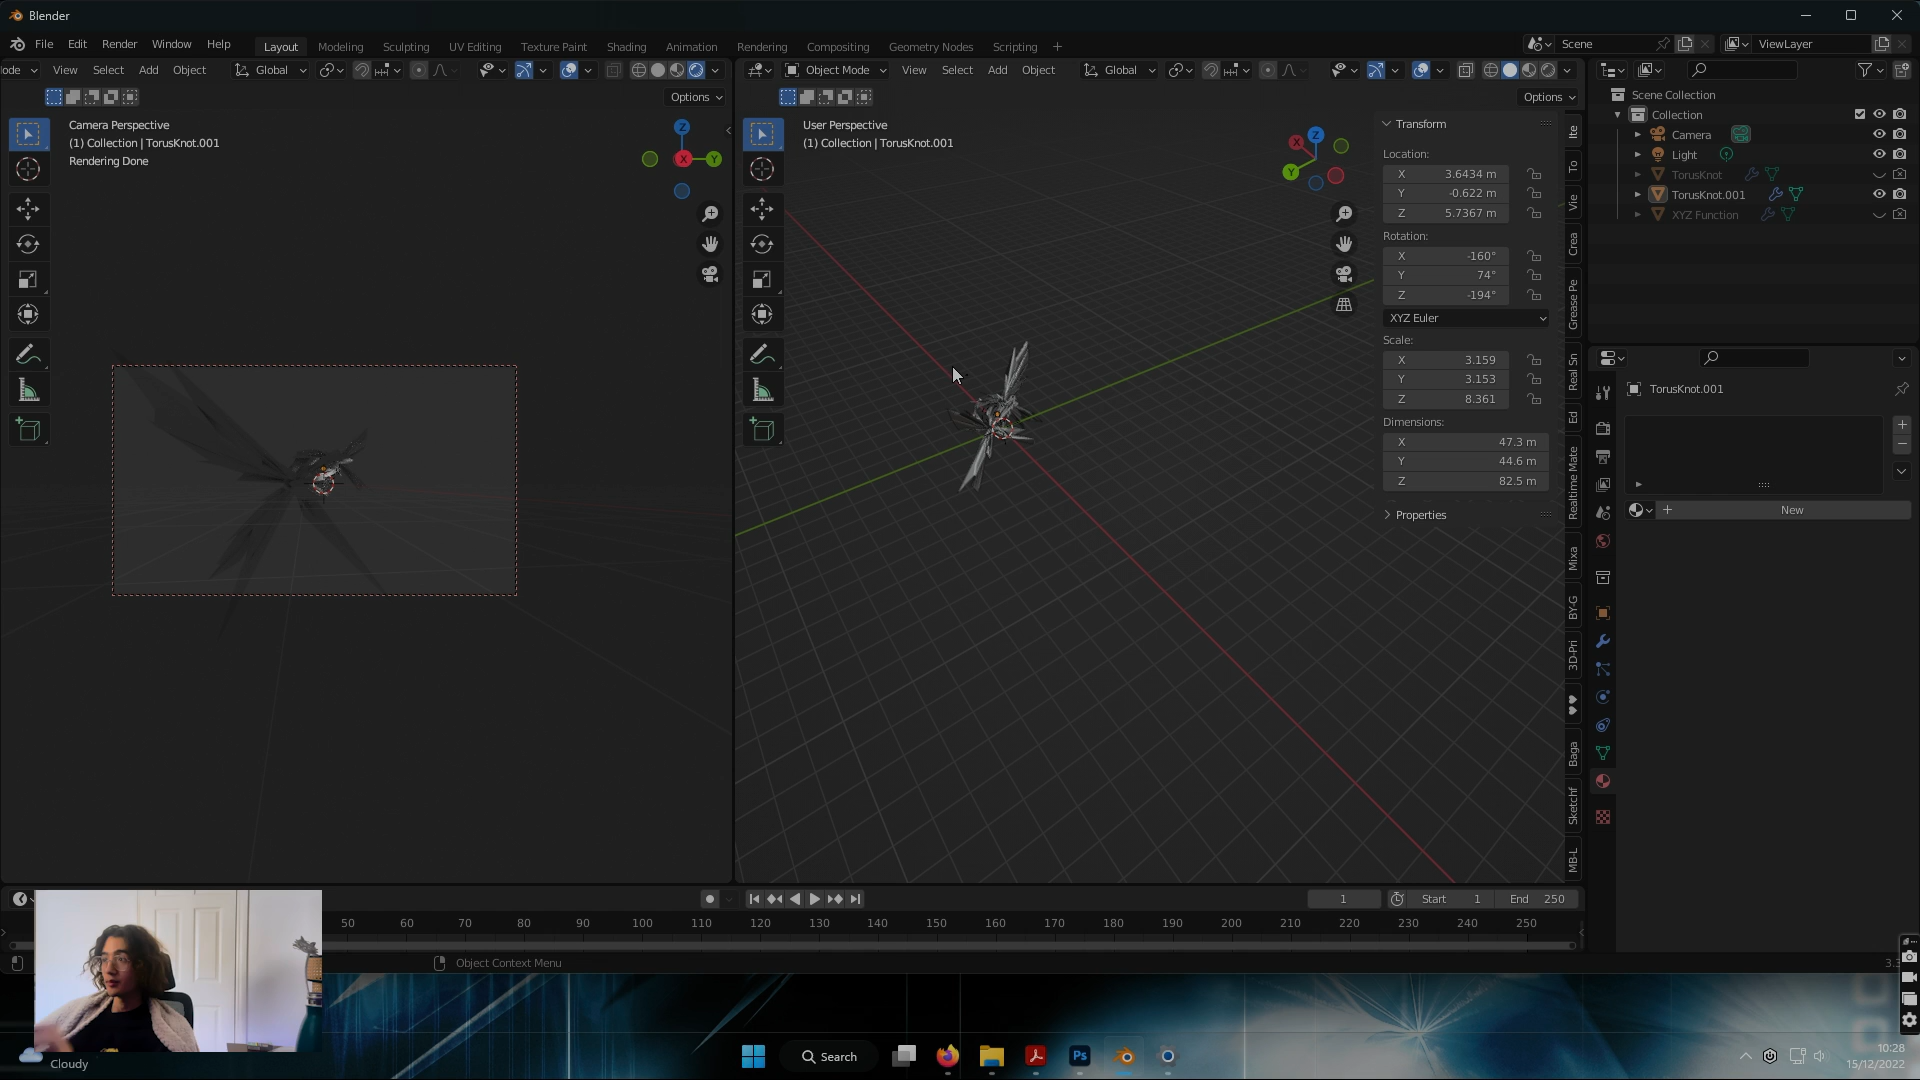 Blender
File Edit Render Window Help Layout Modeling Sculpting UV Editing Texture Paint Shading Animation Rendering Compositing Geometry Nodes Scripting + Scene ViewLayer
ode View Select Add Object Global Object Mode View Select Add Object Global
Options Options
Camera Perspective
(1) Collection | TorusKnot.001
Rendering Done
Z
X
Y
User Perspective
(1) Collection | TorusKnot.001
Z
X
Y
Transform
Location:
X 3.6434 m
Y -0.622 m
Z 5.7367 m
Rotation:
X -160°
Y 74°
Z -194°
XYZ Euler
Scale:
X 3.159
Y 3.153
Z 8.361
Dimensions:
X 47.3 m
Y 44.6 m
Z 82.5 m
Properties
Ite
To
Vie
Crea
Grease Pe
Real Sn
Ed
Realtime Mate
Mixa
BY-G
3D-Pri
Baga
Sketchf
MB-L
Scene Collection
Collection
Camera
Light
TorusKnot
TorusKnot.001
XYZ Function
TorusKnot.001
New
1 Start 1 End 250
50 60 70 80 90 100 110 120 130 140 150 160 170 180 190 200 210 220 230 240 250
Object Context Menu
3.3
Cloudy
Search
Ps
10:28
15/12/2022